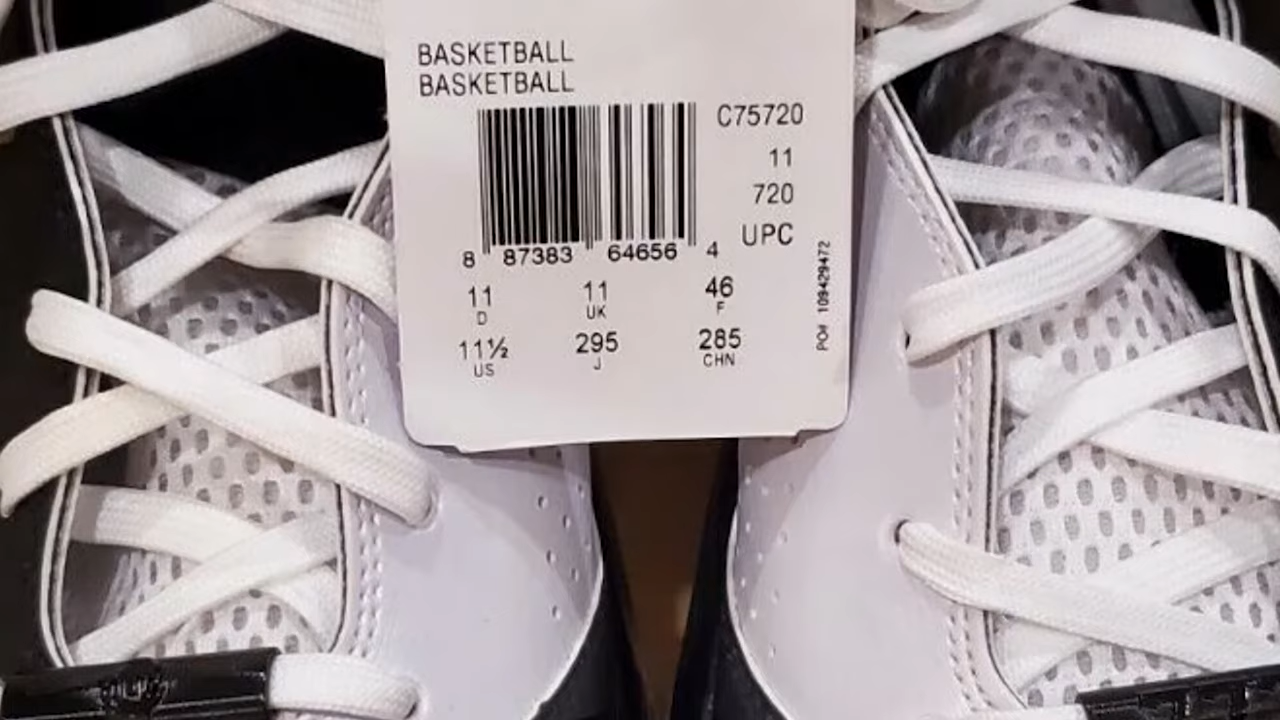 BASKETBALL
BASKETBALL
C75720
11
720
UPC
8 87383 64656 4
11 11 46
D UK F
11½ 295 285
US J CHN
PO# 109429472